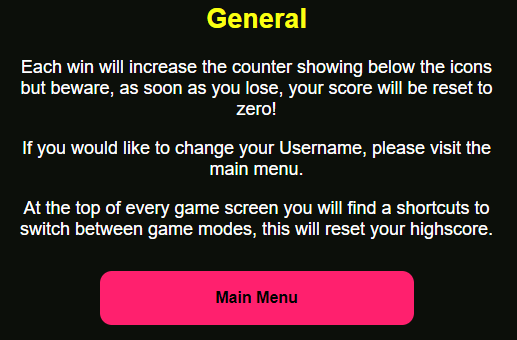 General
Each win will increase the counter showing below the icons
but beware, as soon as you lose, your score will be reset to
zero!
If you would like to change your Username, please visit the
main menu.
At the top of every game screen you will find a shortcuts to
switch between game modes, this will reset your highscore.
Main Menu